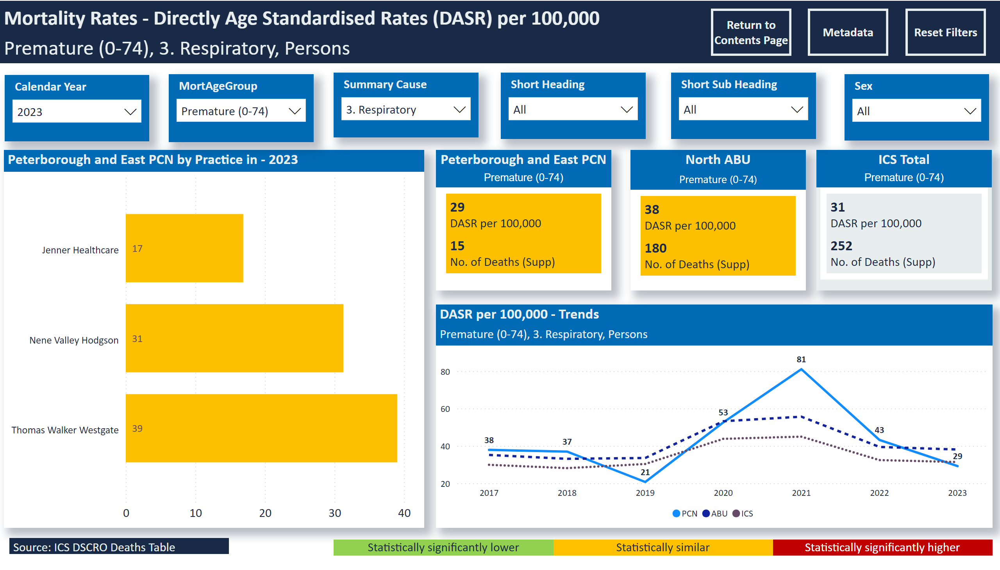 Mortality Rates - Directly Age Standardised Rates (DASR) per 100,000
Premature (0-74), 3. Respiratory, Persons
Return to
Contents Page
Metadata
Reset Filters
Calendar Year
2023
MortAgeGroup
Premature (0-74)
Summary Cause
3. Respiratory
Short Heading
All
Short Sub Heading
All
Sex
All
Peterborough and East PCN by Practice in - 2023
Jenner Healthcare
17
Nene Valley Hodgson
31
Thomas Walker Westgate
39
0 10 20 30 40
Peterborough and East PCN
Premature (0-74)
29
DASR per 100,000
15
No. of Deaths (Supp)
North ABU
Premature (0-74)
38
DASR per 100,000
180
No. of Deaths (Supp)
ICS Total
Premature (0-74)
31
DASR per 100,000
252
No. of Deaths (Supp)
DASR per 100,000 - Trends
Premature (0-74), 3. Respiratory, Persons
80
60
40
20
38
37
21
53
81
43
29
2017 2018 2019 2020 2021 2022 2023
PCN ABU ICS
Source: ICS DSCRO Deaths Table
Statistically significantly lower
Statistically similar
Statistically significantly higher